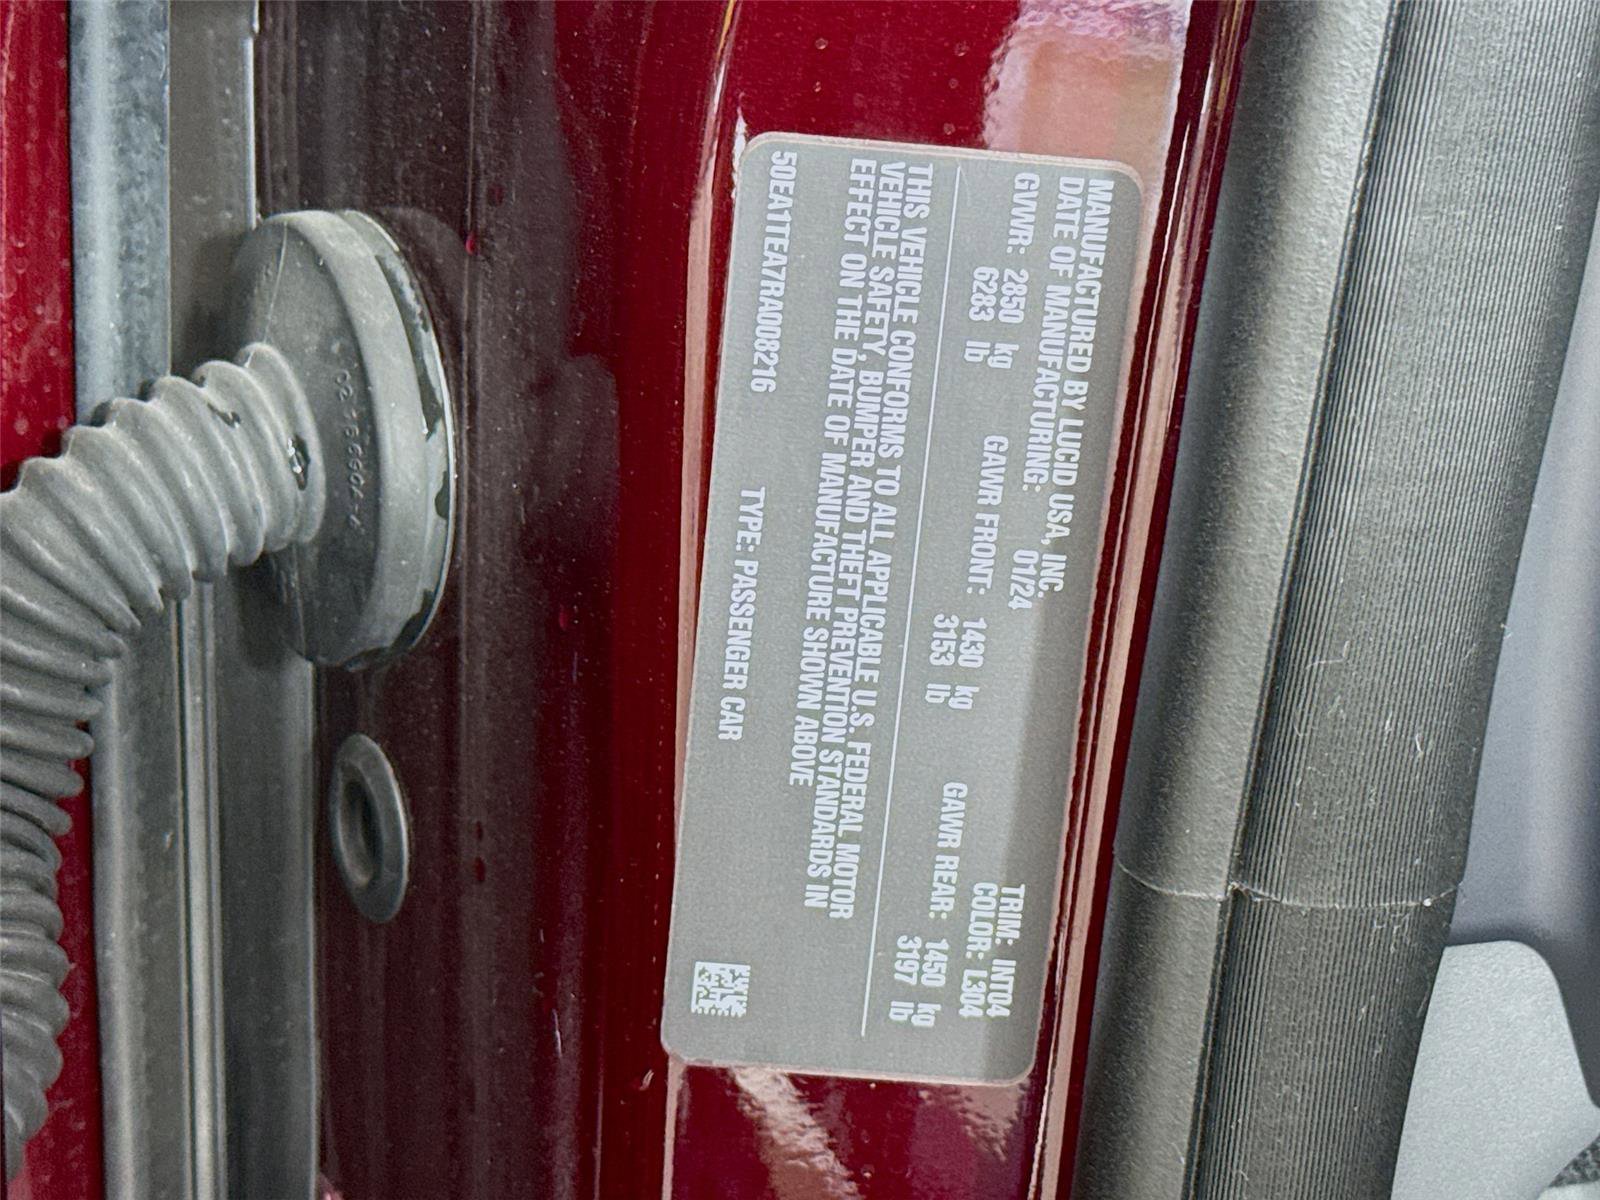 MANUFACTURED BY LUCID USA, INC.
DATE OF MANUFACTURING: 01/24
TRIM: INT04
COLOR: L304
GVWR: 2850 kg
6283 lb
GAWR FRONT: 1430 kg
3153 lb
GAWR REAR: 1450 kg
3197 lb
THIS VEHICLE CONFORMS TO ALL APPLICABLE U.S. FEDERAL MOTOR
VEHICLE SAFETY, BUMPER AND THEFT PREVENTION STANDARDS IN
EFFECT ON THE DATE OF MANUFACTURE SHOWN ABOVE
50EA1TEA7RA008216 TYPE: PASSENGER CAR